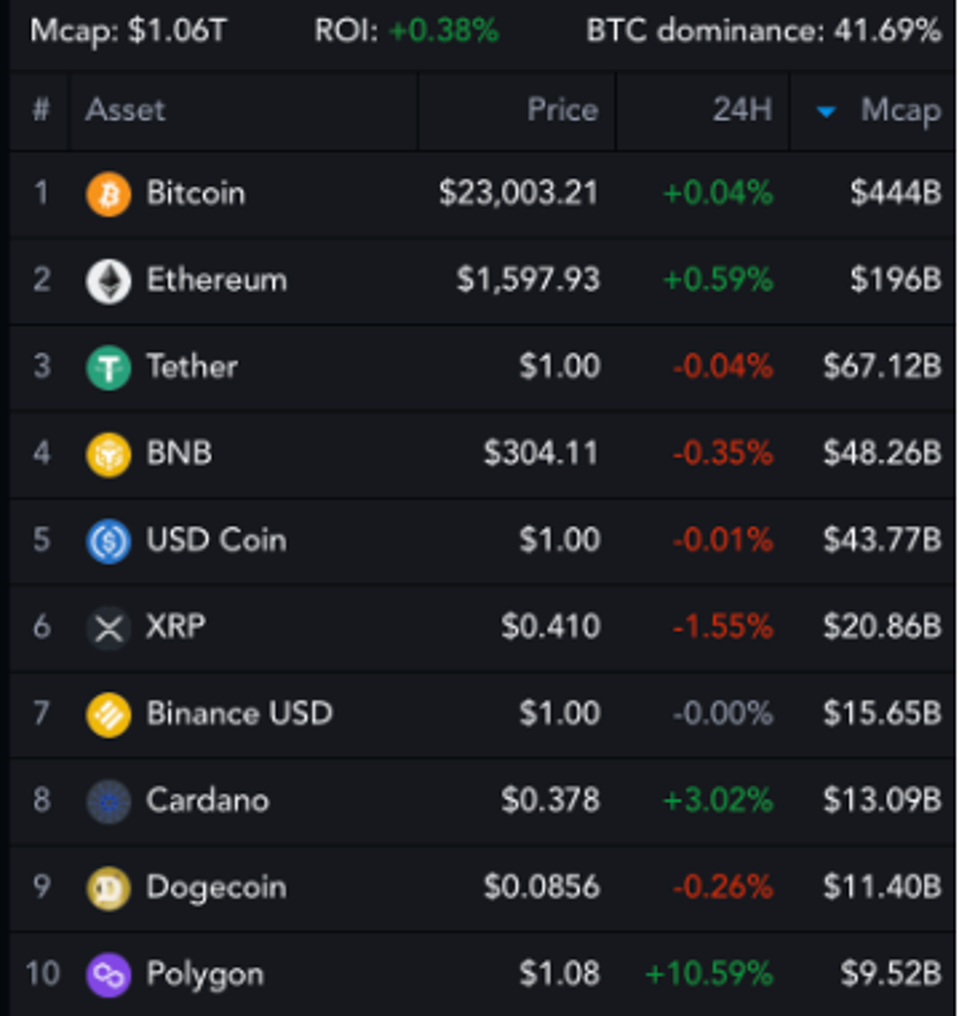 Mcap: $1.06T ROI: +0.38% BTC dominance: 41.69%
# Asset Price 24H Mcap
1 Bitcoin $23,003.21 +0.04% $444B
2 Ethereum $1,597.93 +0.59% $196B
3 Tether $1.00 -0.04% $67.12B
4 BNB $304.11 -0.35% $48.26B
5 USD Coin $1.00 -0.01% $43.77B
6 XRP $0.410 -1.55% $20.86B
7 Binance USD $1.00 -0.00% $15.65B
8 Cardano $0.378 +3.02% $13.09B
9 Dogecoin $0.0856 -0.26% $11.40B
10 Polygon $1.08 +10.59% $9.52B